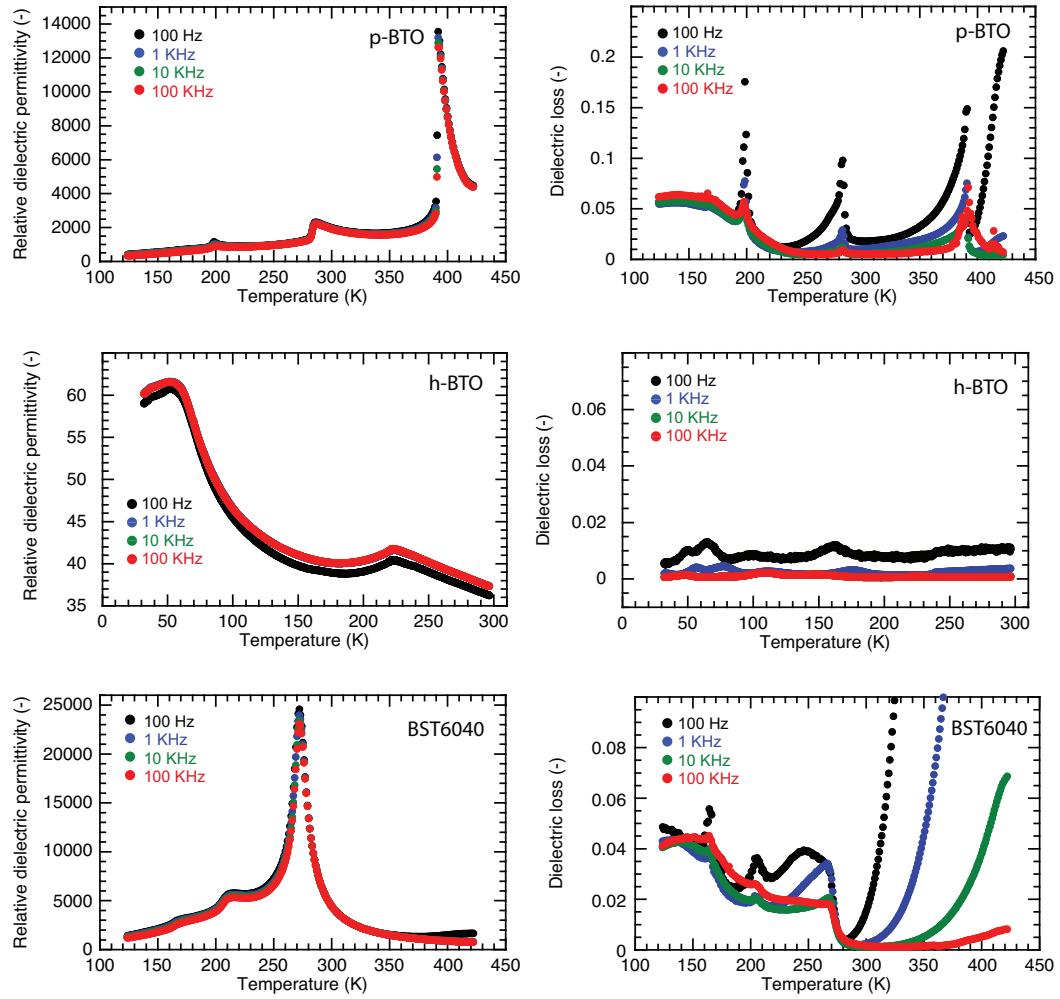 Relative dielectric permittivity (-)
14000
12000
10000
8000
6000
4000
2000
0
100 150 200 250 300 350 400 450
Temperature (K)
p-BTO
100 Hz
1 KHz
10 KHz
100 KHz
Dielectric loss (-)
0.2
0.15
0.1
0.05
0
100 150 200 250 300 350 400 450
Temperature (K)
p-BTO
100 Hz
1 KHz
10 KHz
100 KHz
Relative dielectric permittivity (-)
60
55
50
45
40
35
0 50 100 150 200 250 300
Temperature (K)
h-BTO
100 Hz
1 KHz
10 KHz
100 KHz
Dielectric loss (-)
0.06
0.04
0.02
0
0 50 100 150 200 250 300
Temperature (K)
h-BTO
100 Hz
1 KHz
10 KHz
100 KHz
Relative dielectric permittivity (-)
25000
20000
15000
10000
5000
0
100 150 200 250 300 350 400 450
Temperature (K)
BST6040
100 Hz
1 KHz
10 KHz
100 KHz
Dielectric loss (-)
0.08
0.06
0.04
0.02
0
100 150 200 250 300 350 400 450
Temperature (K)
BST6040
100 Hz
1 KHz
10 KHz
100 KHz